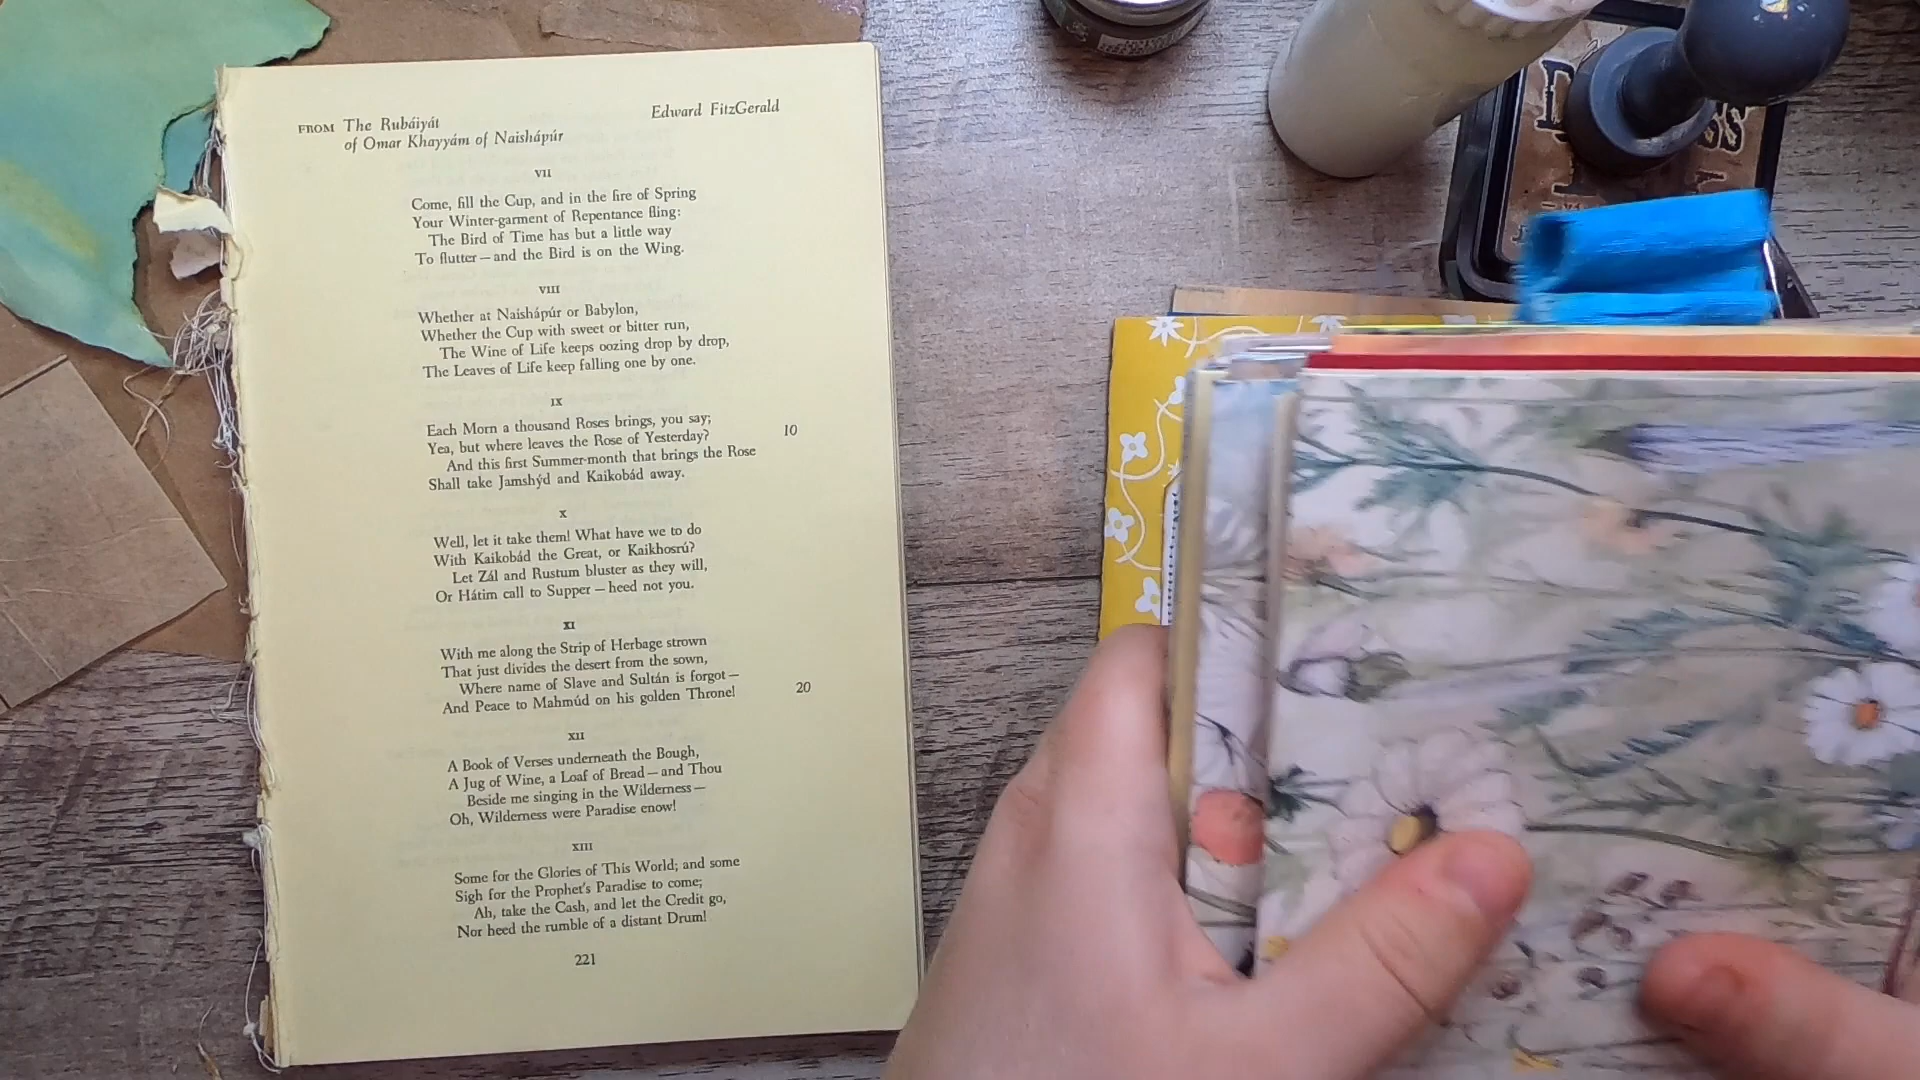 FROM The Rubáiyát
of Omar Khayyám of Naishápúr
Edward FitzGerald
VII
Come, fill the Cup, and in the fire of Spring
Your Winter-garment of Repentance fling:
The Bird of Time has but a little way
To flutter—and the Bird is on the Wing.
VIII
Whether at Naishápúr or Babylon,
Whether the Cup with sweet or bitter run,
The Wine of Life keeps oozing drop by drop,
The Leaves of Life keep falling one by one.
IX
Each Morn a thousand Roses brings, you say;
Yea, but where leaves the Rose of Yesterday? 10
And this first Summer-month that brings the Rose
Shall take Jamshýd and Kaikobád away.
X
Well, let it take them! What have we to do
With Kaikobád the Great, or Kaikhosrú?
Let Zál and Rustum bluster as they will,
Or Hátim call to Supper—heed not you.
XI
With me along the Strip of Herbage strown
That just divides the desert from the sown,
Where name of Slave and Sultán is forgot—
And Peace to Mahmúd on his golden Throne! 20
XII
A Book of Verses underneath the Bough,
A Jug of Wine, a Loaf of Bread—and Thou
Beside me singing in the Wilderness—
Oh, Wilderness were Paradise enow!
XIII
Some for the Glories of This World; and some
Sigh for the Prophet's Paradise to come;
Ah, take the Cash, and let the Credit go,
Nor heed the rumble of a distant Drum!
221